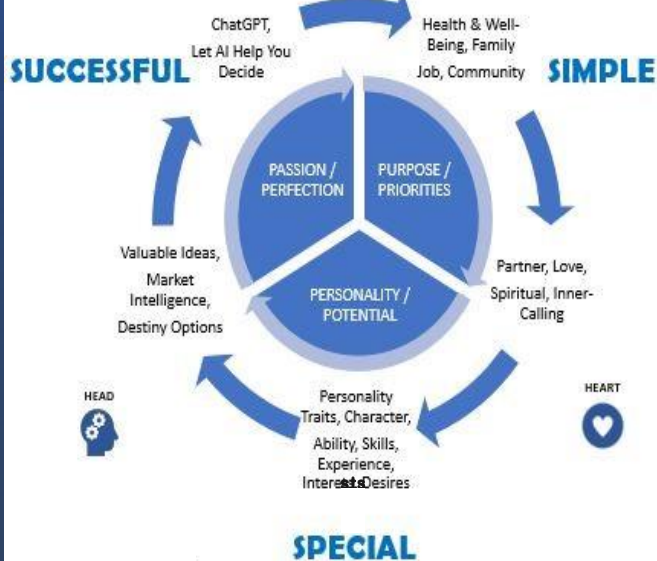 ChatGPT,
Let AI Help You
Decide
Health & Well-
Being, Family
Job, Community
SUCCESSFUL
SIMPLE
PASSION /
PERFECTION
PURPOSE /
PRIORITIES
PERSONALITY /
POTENTIAL
Valuable Ideas,
Market
Intelligence,
Destiny Options
Partner, Love,
Spiritual, Inner-
Calling
HEAD
HEART
Personality
Traits, Character,
Ability, Skills,
Experience,
Interests Desires
SPECIAL